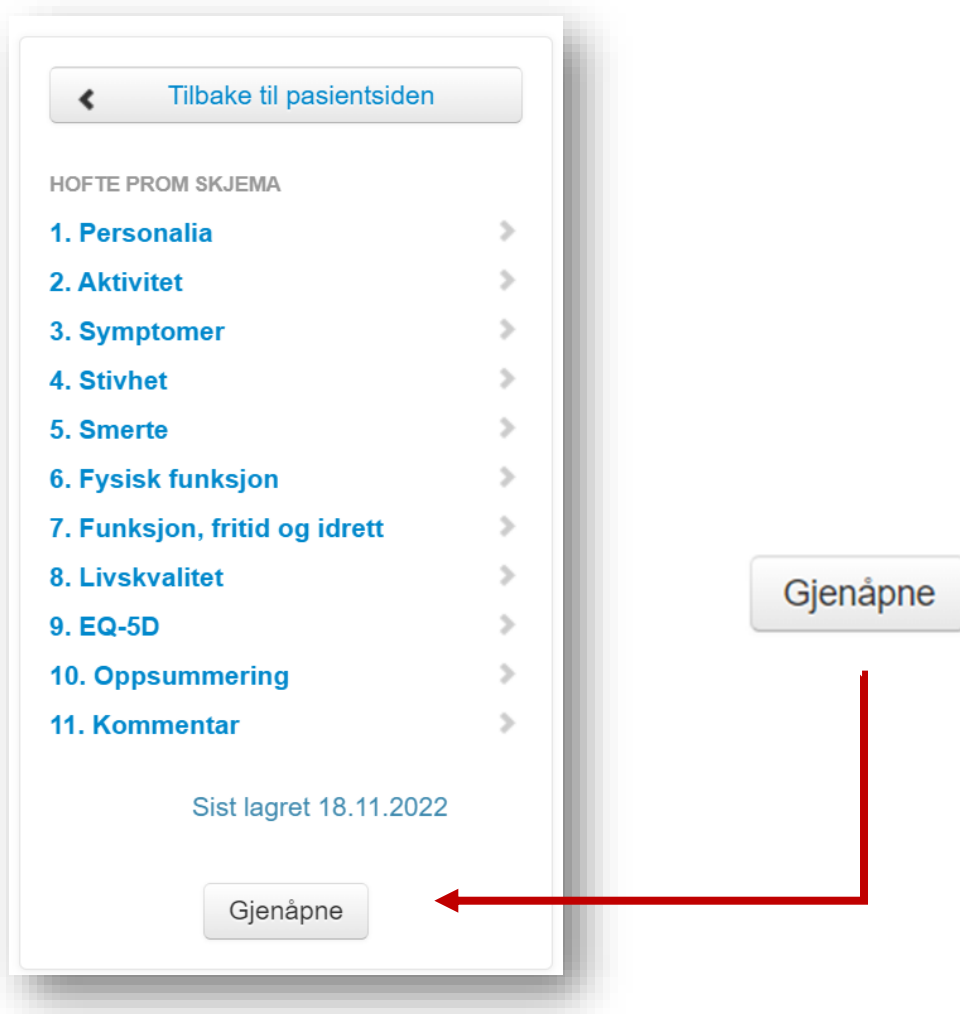 Tilbake til pasientsiden
HOFTE PROM SKJEMA
1. Personalia
2. Aktivitet
3. Symptomer
4. Stivhet
5. Smerte
6. Fysisk funksjon
7. Funksjon, fritid og idrett
8. Livskvalitet
9. EQ-5D
10. Oppsummering
11. Kommentar
Sist lagret 18.11.2022
Gjenåpne
Gjenåpne